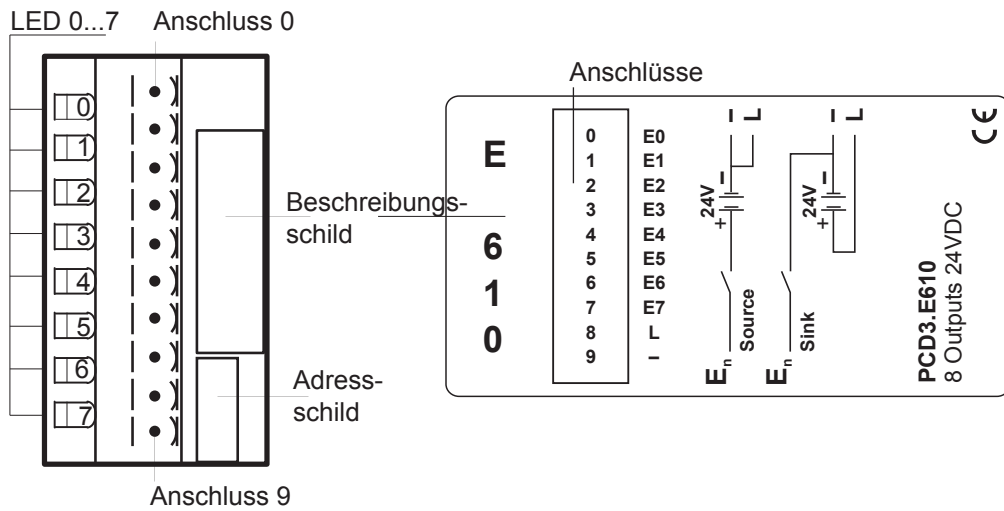 LED 0...7
Anschluss 0
0
1
2
3
4
5
6
7
Beschreibungs-
schild
Adress-
schild
Anschluss 9
Anschlüsse
E
6
1
0
0 E0
1 E1
2 E2
3 E3
4 E4
5 E5
6 E6
7 E7
8 L
9 –
– L
24V
+ –
Source
En
– L
24V
+ –
Sink
En
CE
PCD3.E610
8 Outputs 24VDC